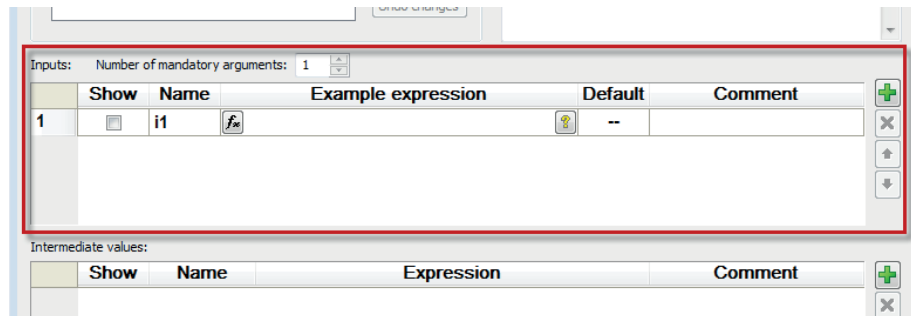 Undo changes
Inputs: Number of mandatory arguments: 1
Show Name Example expression Default Comment
1 i1 fx ? --
Intermediate values:
Show Name Expression Comment